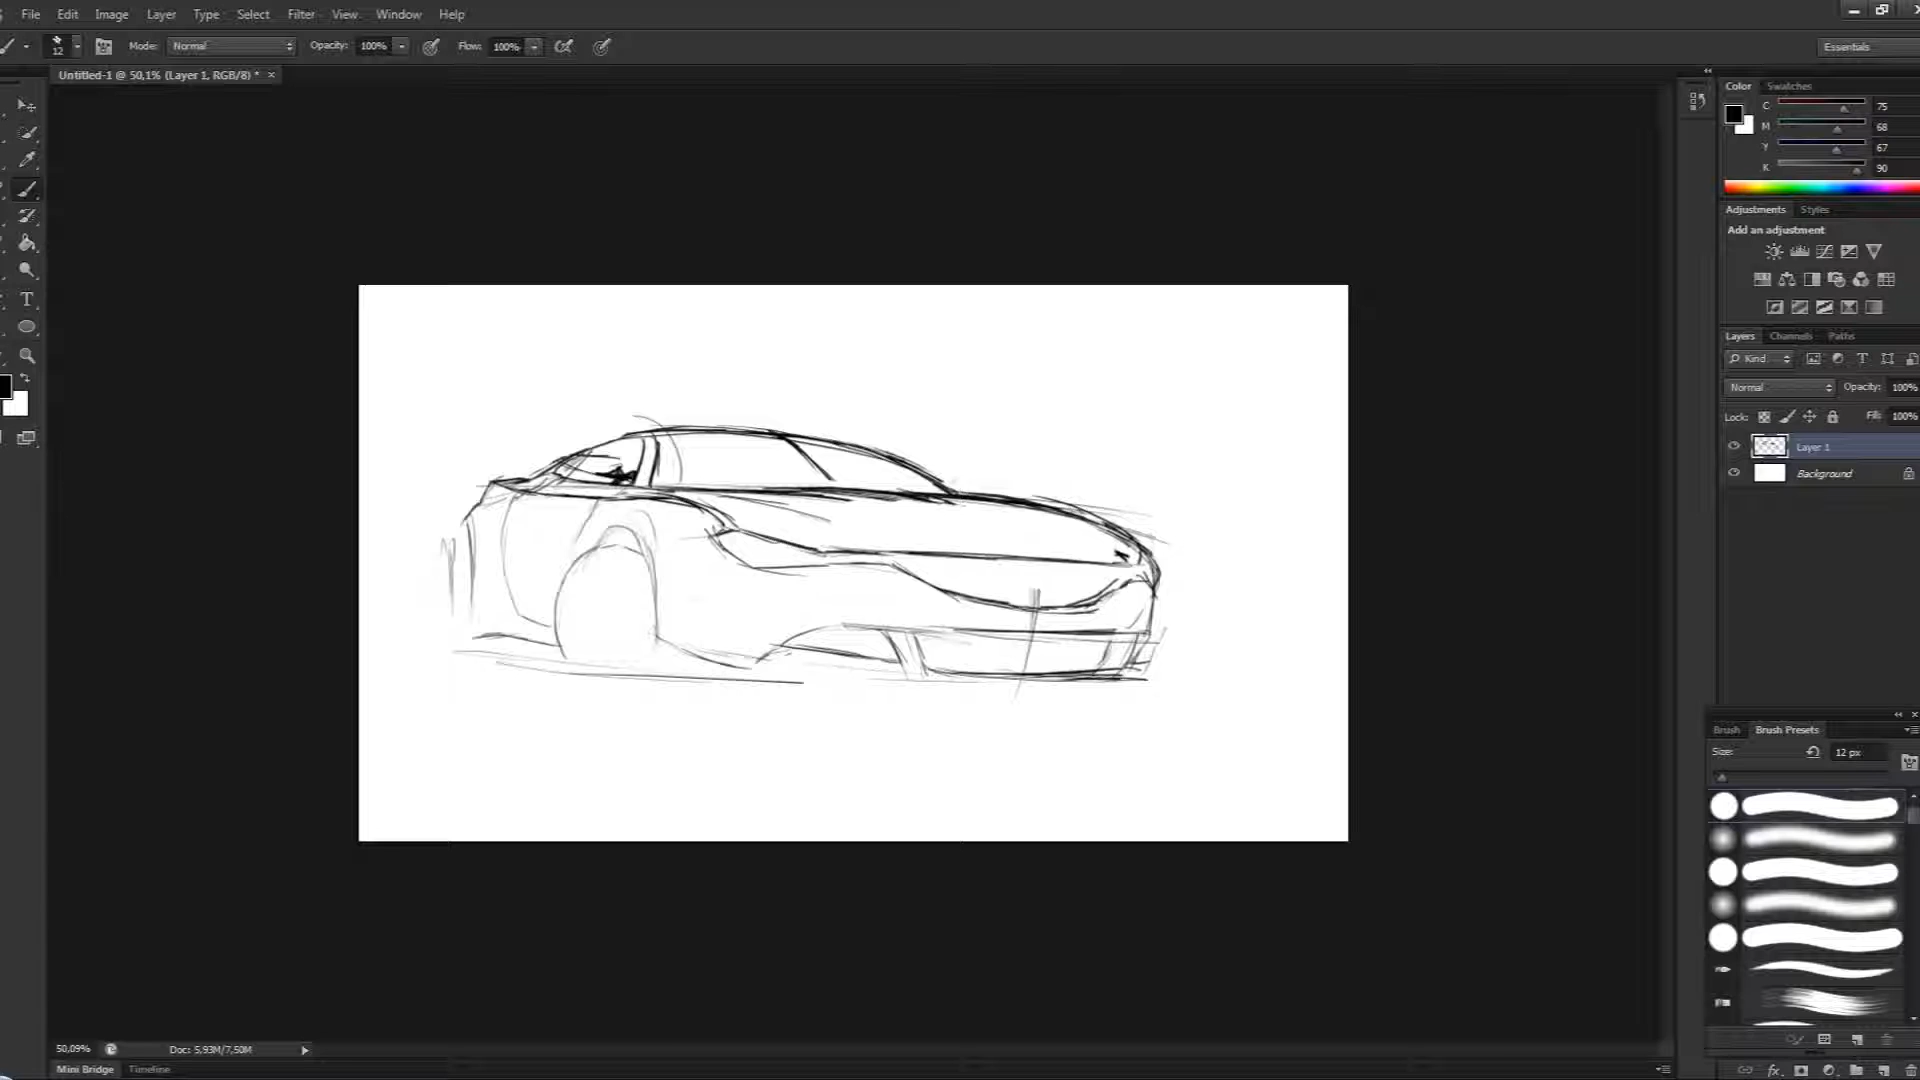 File Edit Image Layer Type Select Filter View Window Help
12 Mode: Normal Opacity: 100% Flow: 100% Essentials
Untitled-1 @ 50,1% (Layer 1, RGB/8) * ×
Color Swatches
C 75
M 68
Y 67
K 90
Adjustments Styles
Add an adjustment
Layers Channels Paths
Kind
Normal Opacity: 100%
Lock: Fill: 100%
Layer 1
Background
Brush Brush Presets
Size: 12 px
50,09% Doc: 5,93M/7,50M
Mini Bridge Timeline